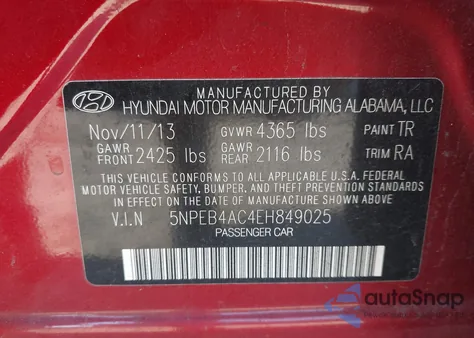 MANUFACTURED BY
HYUNDAI MOTOR MANUFACTURING ALABAMA, LLC
Nov/11/13 GVWR 4365 lbs PAINT TR
GAWR FRONT 2425 lbs GAWR REAR 2116 lbs TRIM RA
THIS VEHICLE CONFORMS TO ALL APPLICABLE U.S.A FEDERAL
MOTOR VEHICLE SAFETY, BUMPER, AND THEFT PREVENTION
STANDARDS IN EFFECT ON THE DATE OF MANUFACTURE SHOWN ABOVE
V.I.N 5NPEB4AC4EH849025
PASSENGER CAR
autoSnap